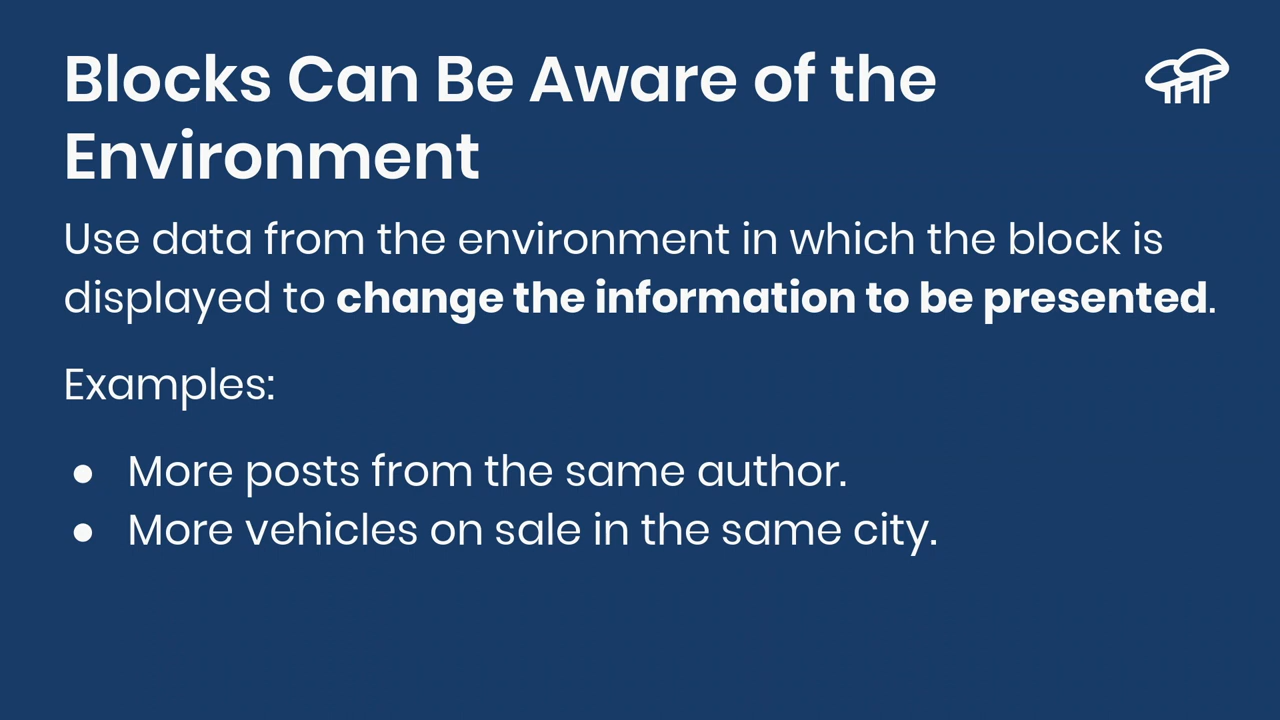 Blocks Can Be Aware of the
Environment
Use data from the environment in which the block is
displayed to change the information to be presented.
Examples:
● More posts from the same author.
● More vehicles on sale in the same city.